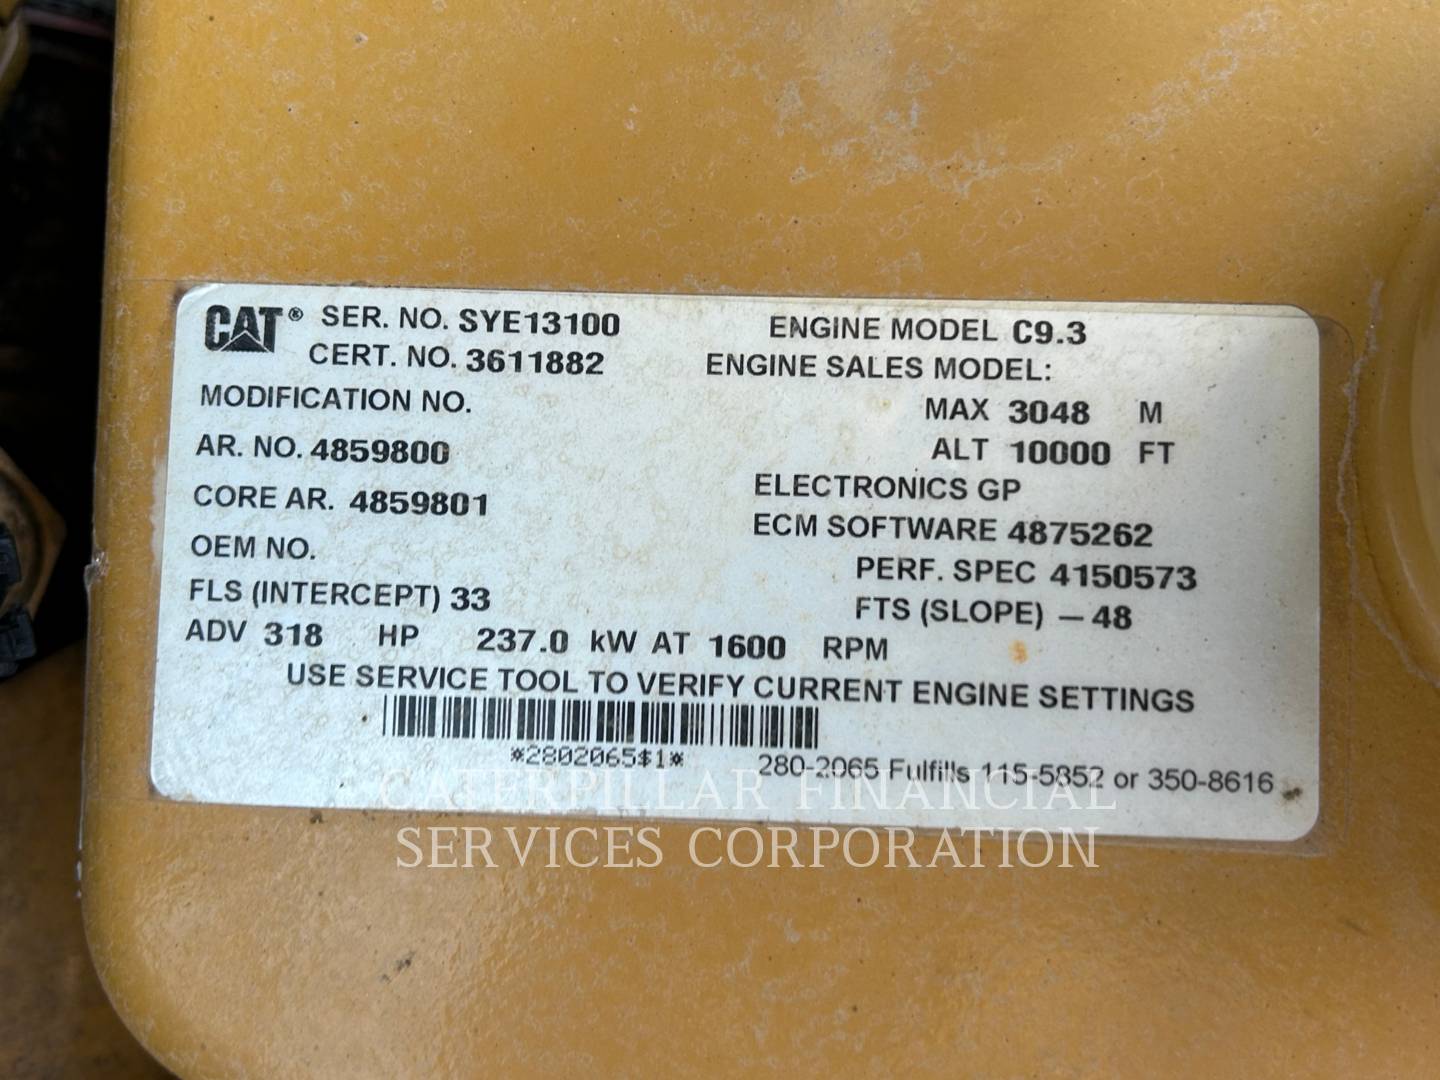 CAT® SER. NO. SYE13100 ENGINE MODEL C9.3
CERT. NO. 3611882 ENGINE SALES MODEL:
MODIFICATION NO. MAX 3048 M
AR. NO. 4859800 ALT 10000 FT
CORE AR. 4859801 ELECTRONICS GP
OEM NO. ECM SOFTWARE 4875262
FLS (INTERCEPT) 33 PERF. SPEC 4150573
FTS (SLOPE) -48
ADV 318 HP 237.0 kW AT 1600 RPM
USE SERVICE TOOL TO VERIFY CURRENT ENGINE SETTINGS
*2802065$1* 280-2065 Fulfills 115-5852 or 350-8616
CATERPILLAR FINANCIAL
SERVICES CORPORATION